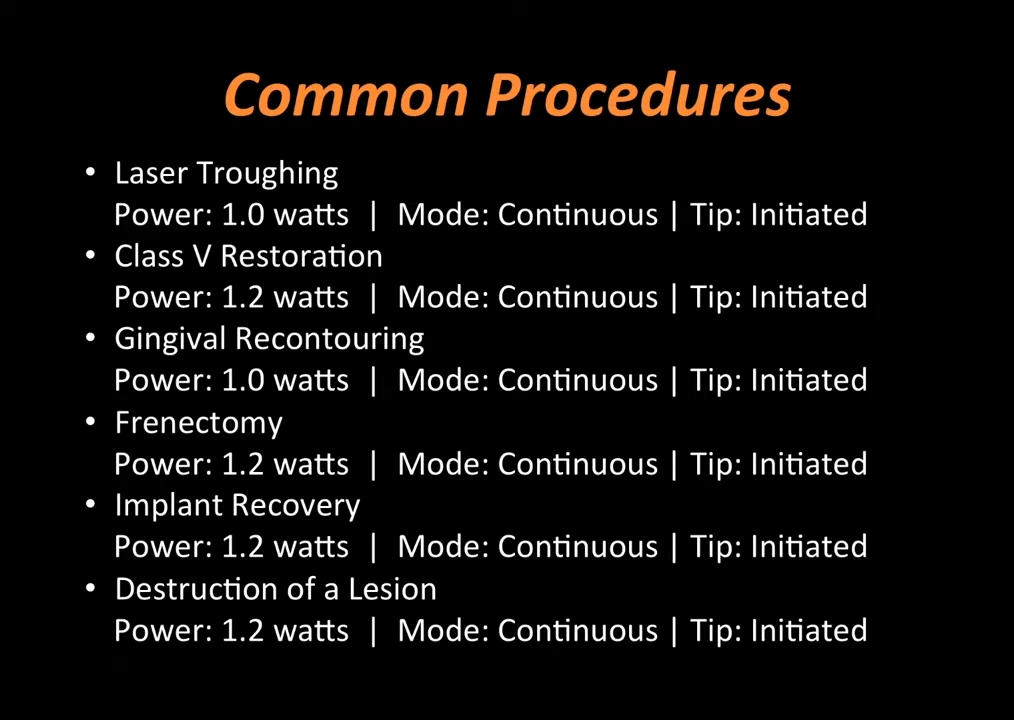 Common Procedures
• Laser Troughing
Power: 1.0 watts | Mode: Continuous | Tip: Initiated
• Class V Restoration
Power: 1.2 watts | Mode: Continuous | Tip: Initiated
• Gingival Recontouring
Power: 1.0 watts | Mode: Continuous | Tip: Initiated
• Frenectomy
Power: 1.2 watts | Mode: Continuous | Tip: Initiated
• Implant Recovery
Power: 1.2 watts | Mode: Continuous | Tip: Initiated
• Destruction of a Lesion
Power: 1.2 watts | Mode: Continuous | Tip: Initiated